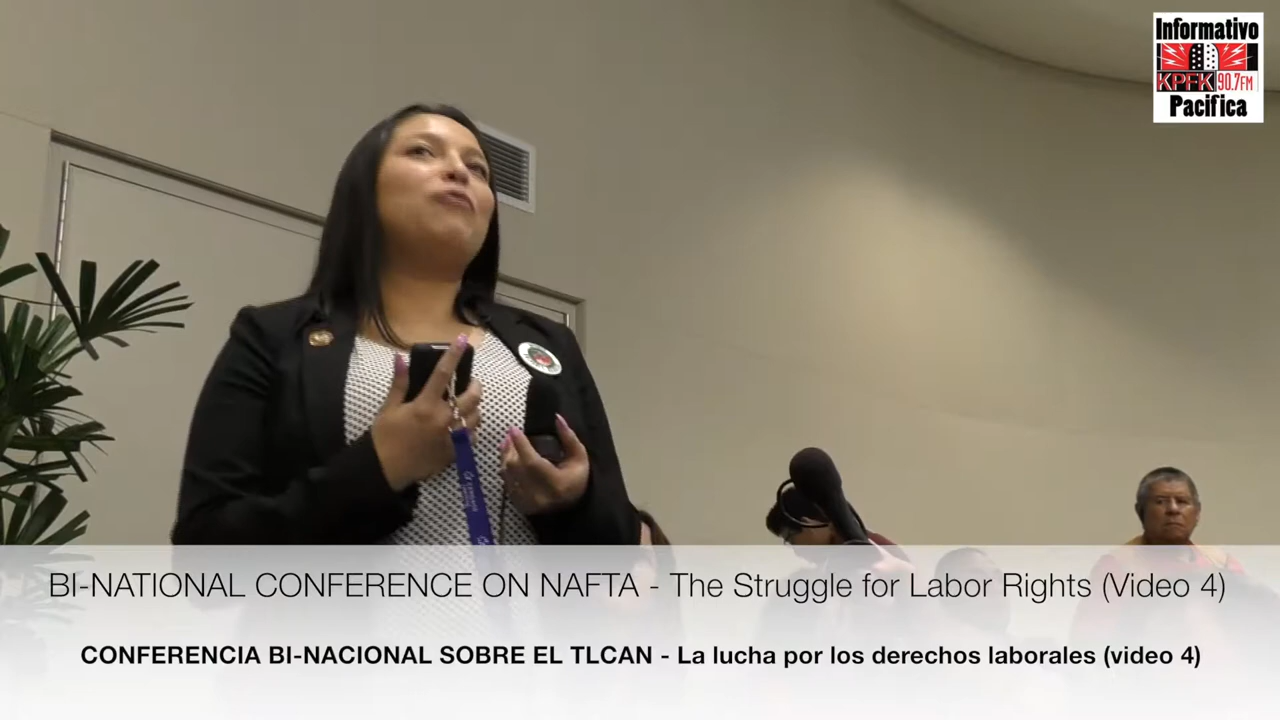 Informativo
KPFK 90.7FM
Pacifica
BI-NATIONAL CONFERENCE ON NAFTA - The Struggle for Labor Rights (Video 4)
CONFERENCIA BI-NACIONAL SOBRE EL TLCAN - La lucha por los derechos laborales (video 4)